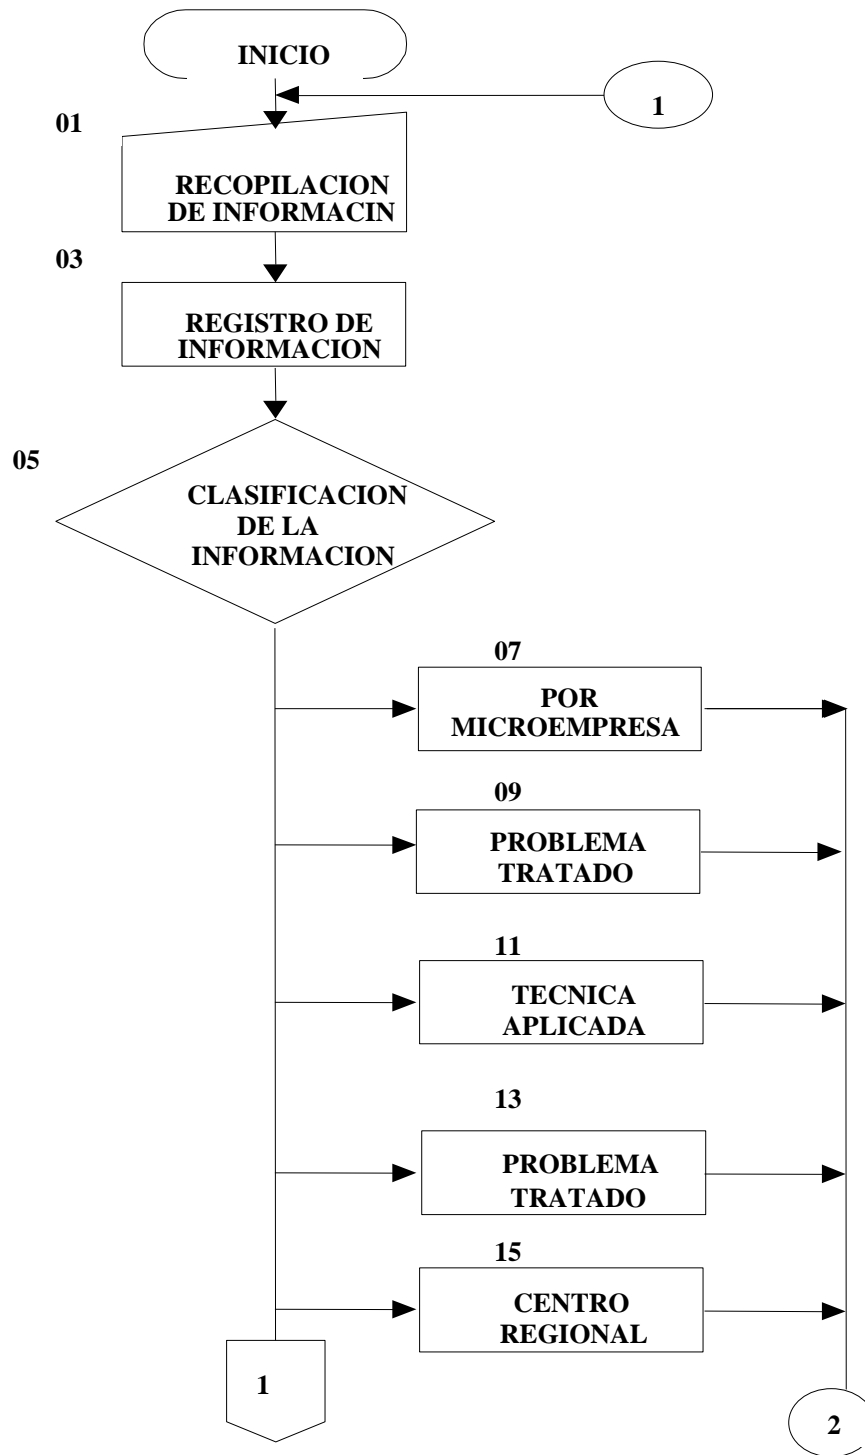 INICIO
1
01
RECOPILACION
DE INFORMACIN
03
REGISTRO DE
INFORMACION
05
CLASIFICACION
DE LA
INFORMACION
07
POR
MICROEMPRESA
09
PROBLEMA
TRATADO
11
TECNICA
APLICADA
13
PROBLEMA
TRATADO
15
CENTRO
REGIONAL
1
2